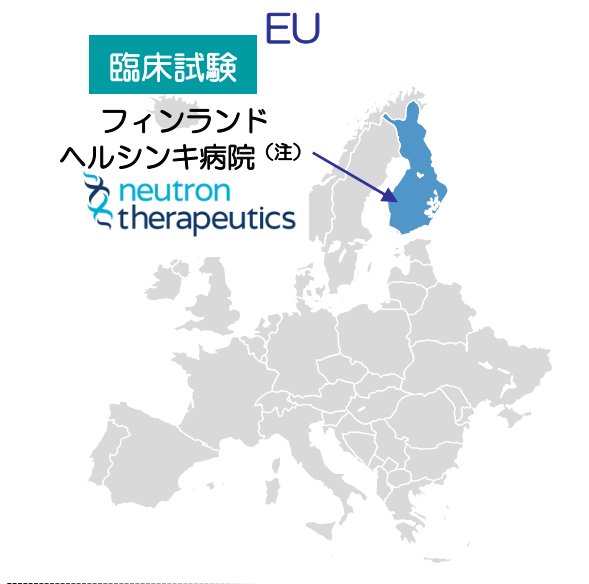 EU
臨床試験
フィンランド
ヘルシンキ病院（注）
neutron
therapeutics